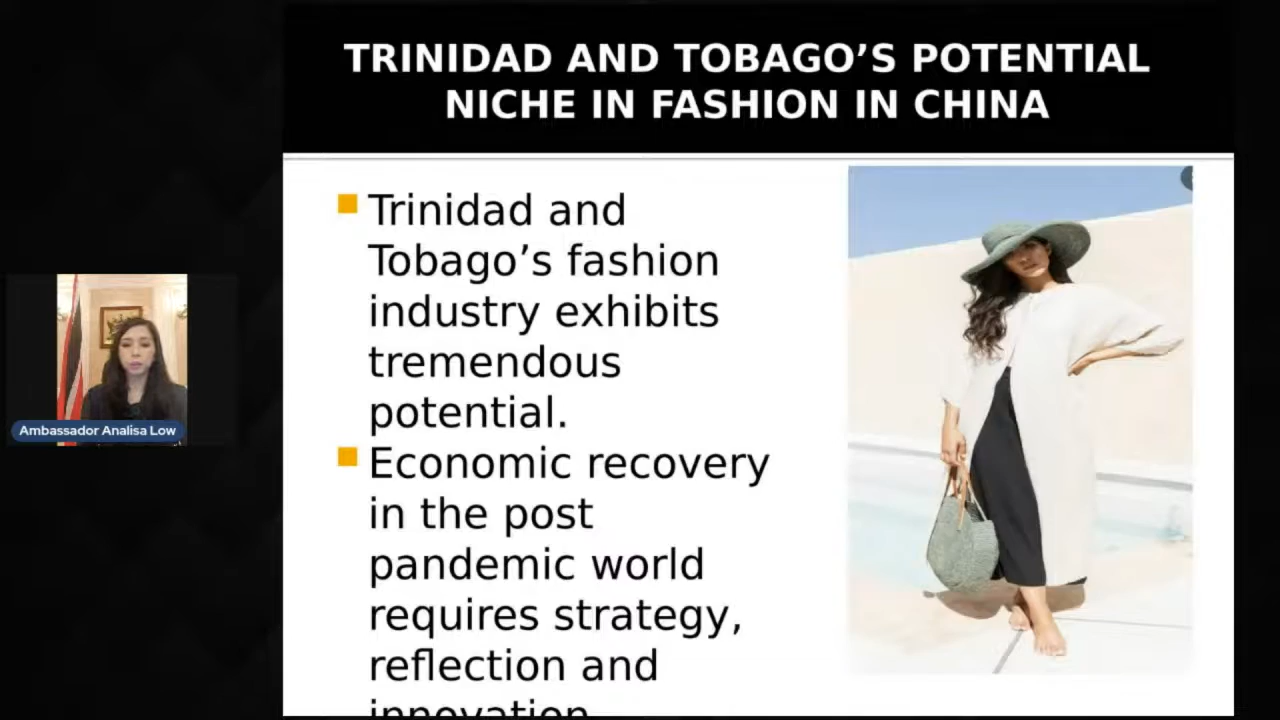 TRINIDAD AND TOBAGO’S POTENTIAL
NICHE IN FASHION IN CHINA
Trinidad and
Tobago’s fashion
industry exhibits
tremendous
potential.
Economic recovery
in the post
pandemic world
requires strategy,
reflection and
innovation
Ambassador Analisa Low